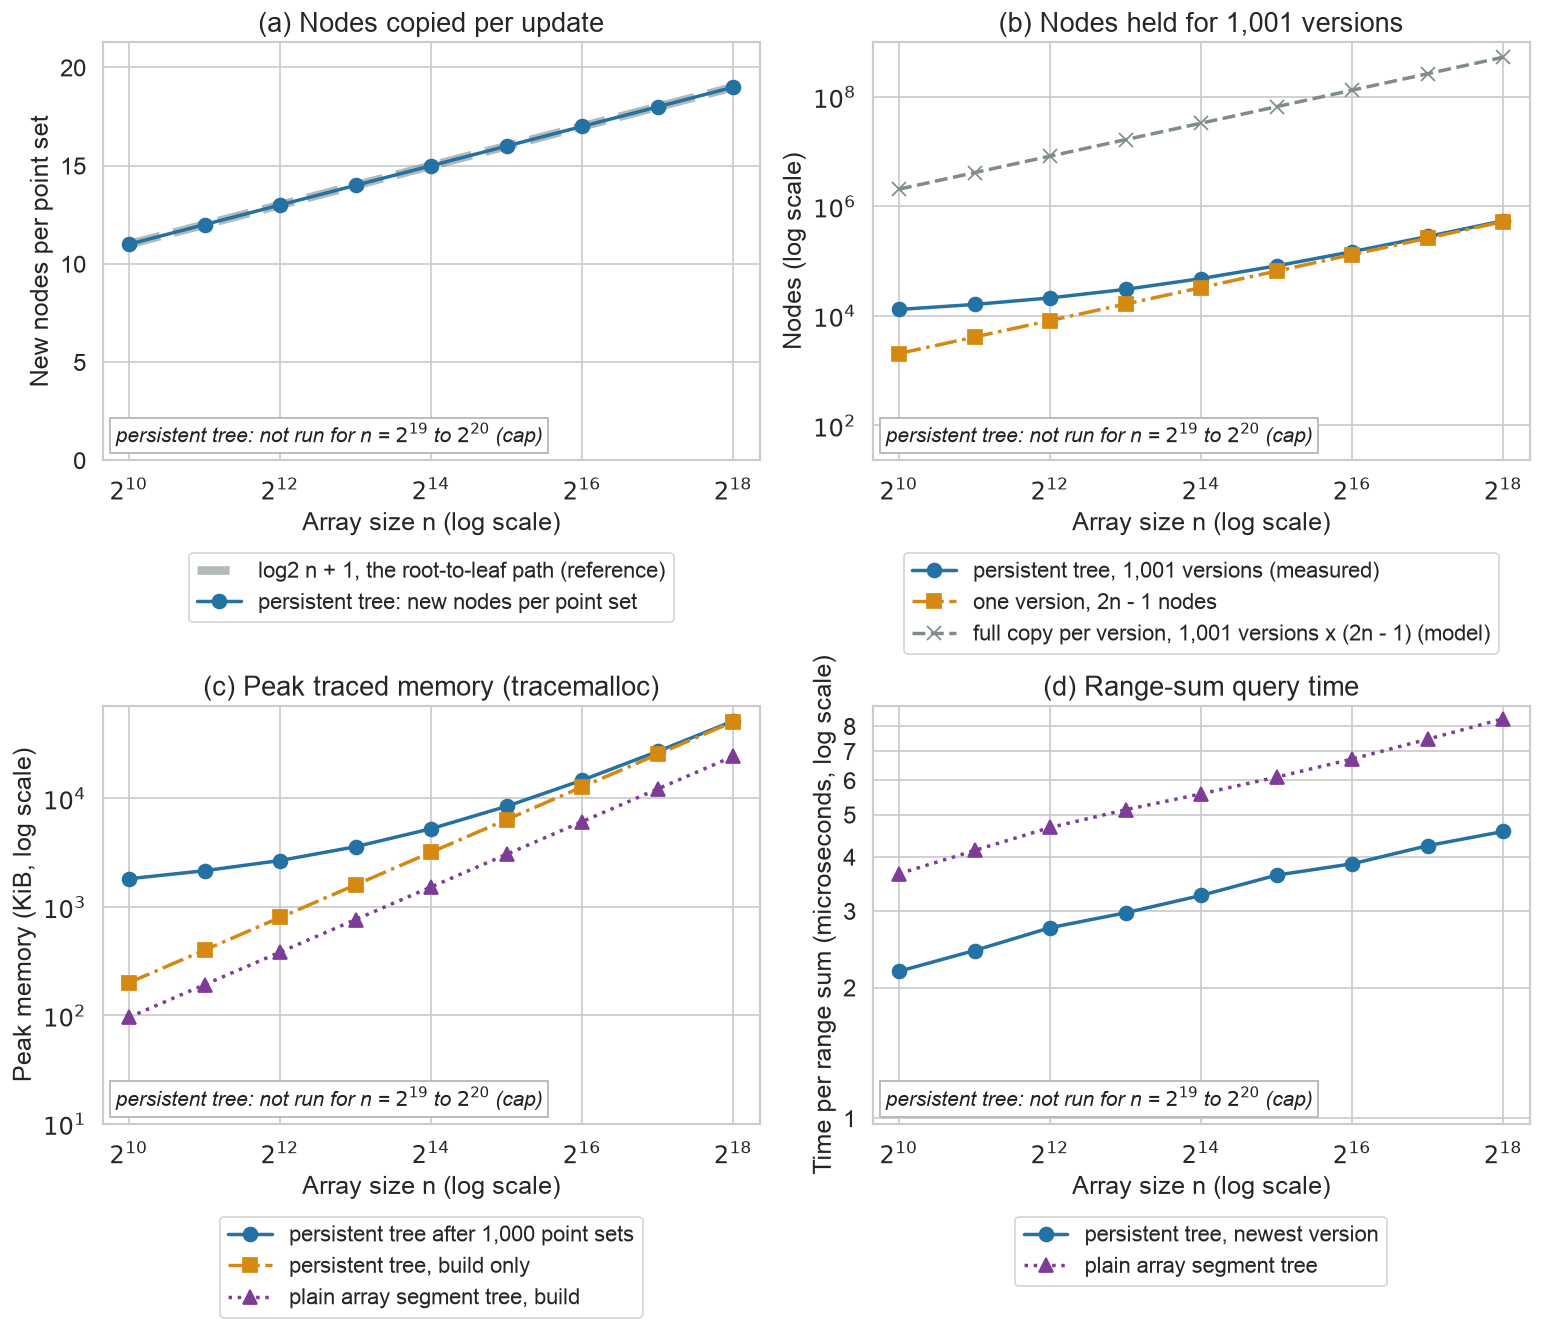 (a) Nodes copied per update
New nodes per point set
20
15
10
5
0
persistent tree: not run for n = 2^19 to 2^20 (cap)
2^10 2^12 2^14 2^16 2^18
Array size n (log scale)
log2 n + 1, the root-to-leaf path (reference)
persistent tree: new nodes per point set
(b) Nodes held for 1,001 versions
Nodes (log scale)
10^8
10^6
10^4
10^2
persistent tree: not run for n = 2^19 to 2^20 (cap)
2^10 2^12 2^14 2^16 2^18
Array size n (log scale)
persistent tree, 1,001 versions (measured)
one version, 2n - 1 nodes
full copy per version, 1,001 versions x (2n - 1) (model)
(c) Peak traced memory (tracemalloc)
Peak memory (KiB, log scale)
10^4
10^3
10^2
10^1
persistent tree: not run for n = 2^19 to 2^20 (cap)
2^10 2^12 2^14 2^16 2^18
Array size n (log scale)
persistent tree after 1,000 point sets
persistent tree, build only
plain array segment tree, build
(d) Range-sum query time
Time per range sum (microseconds, log scale)
8
7
6
5
4
3
2
1
persistent tree: not run for n = 2^19 to 2^20 (cap)
2^10 2^12 2^14 2^16 2^18
Array size n (log scale)
persistent tree, newest version
plain array segment tree